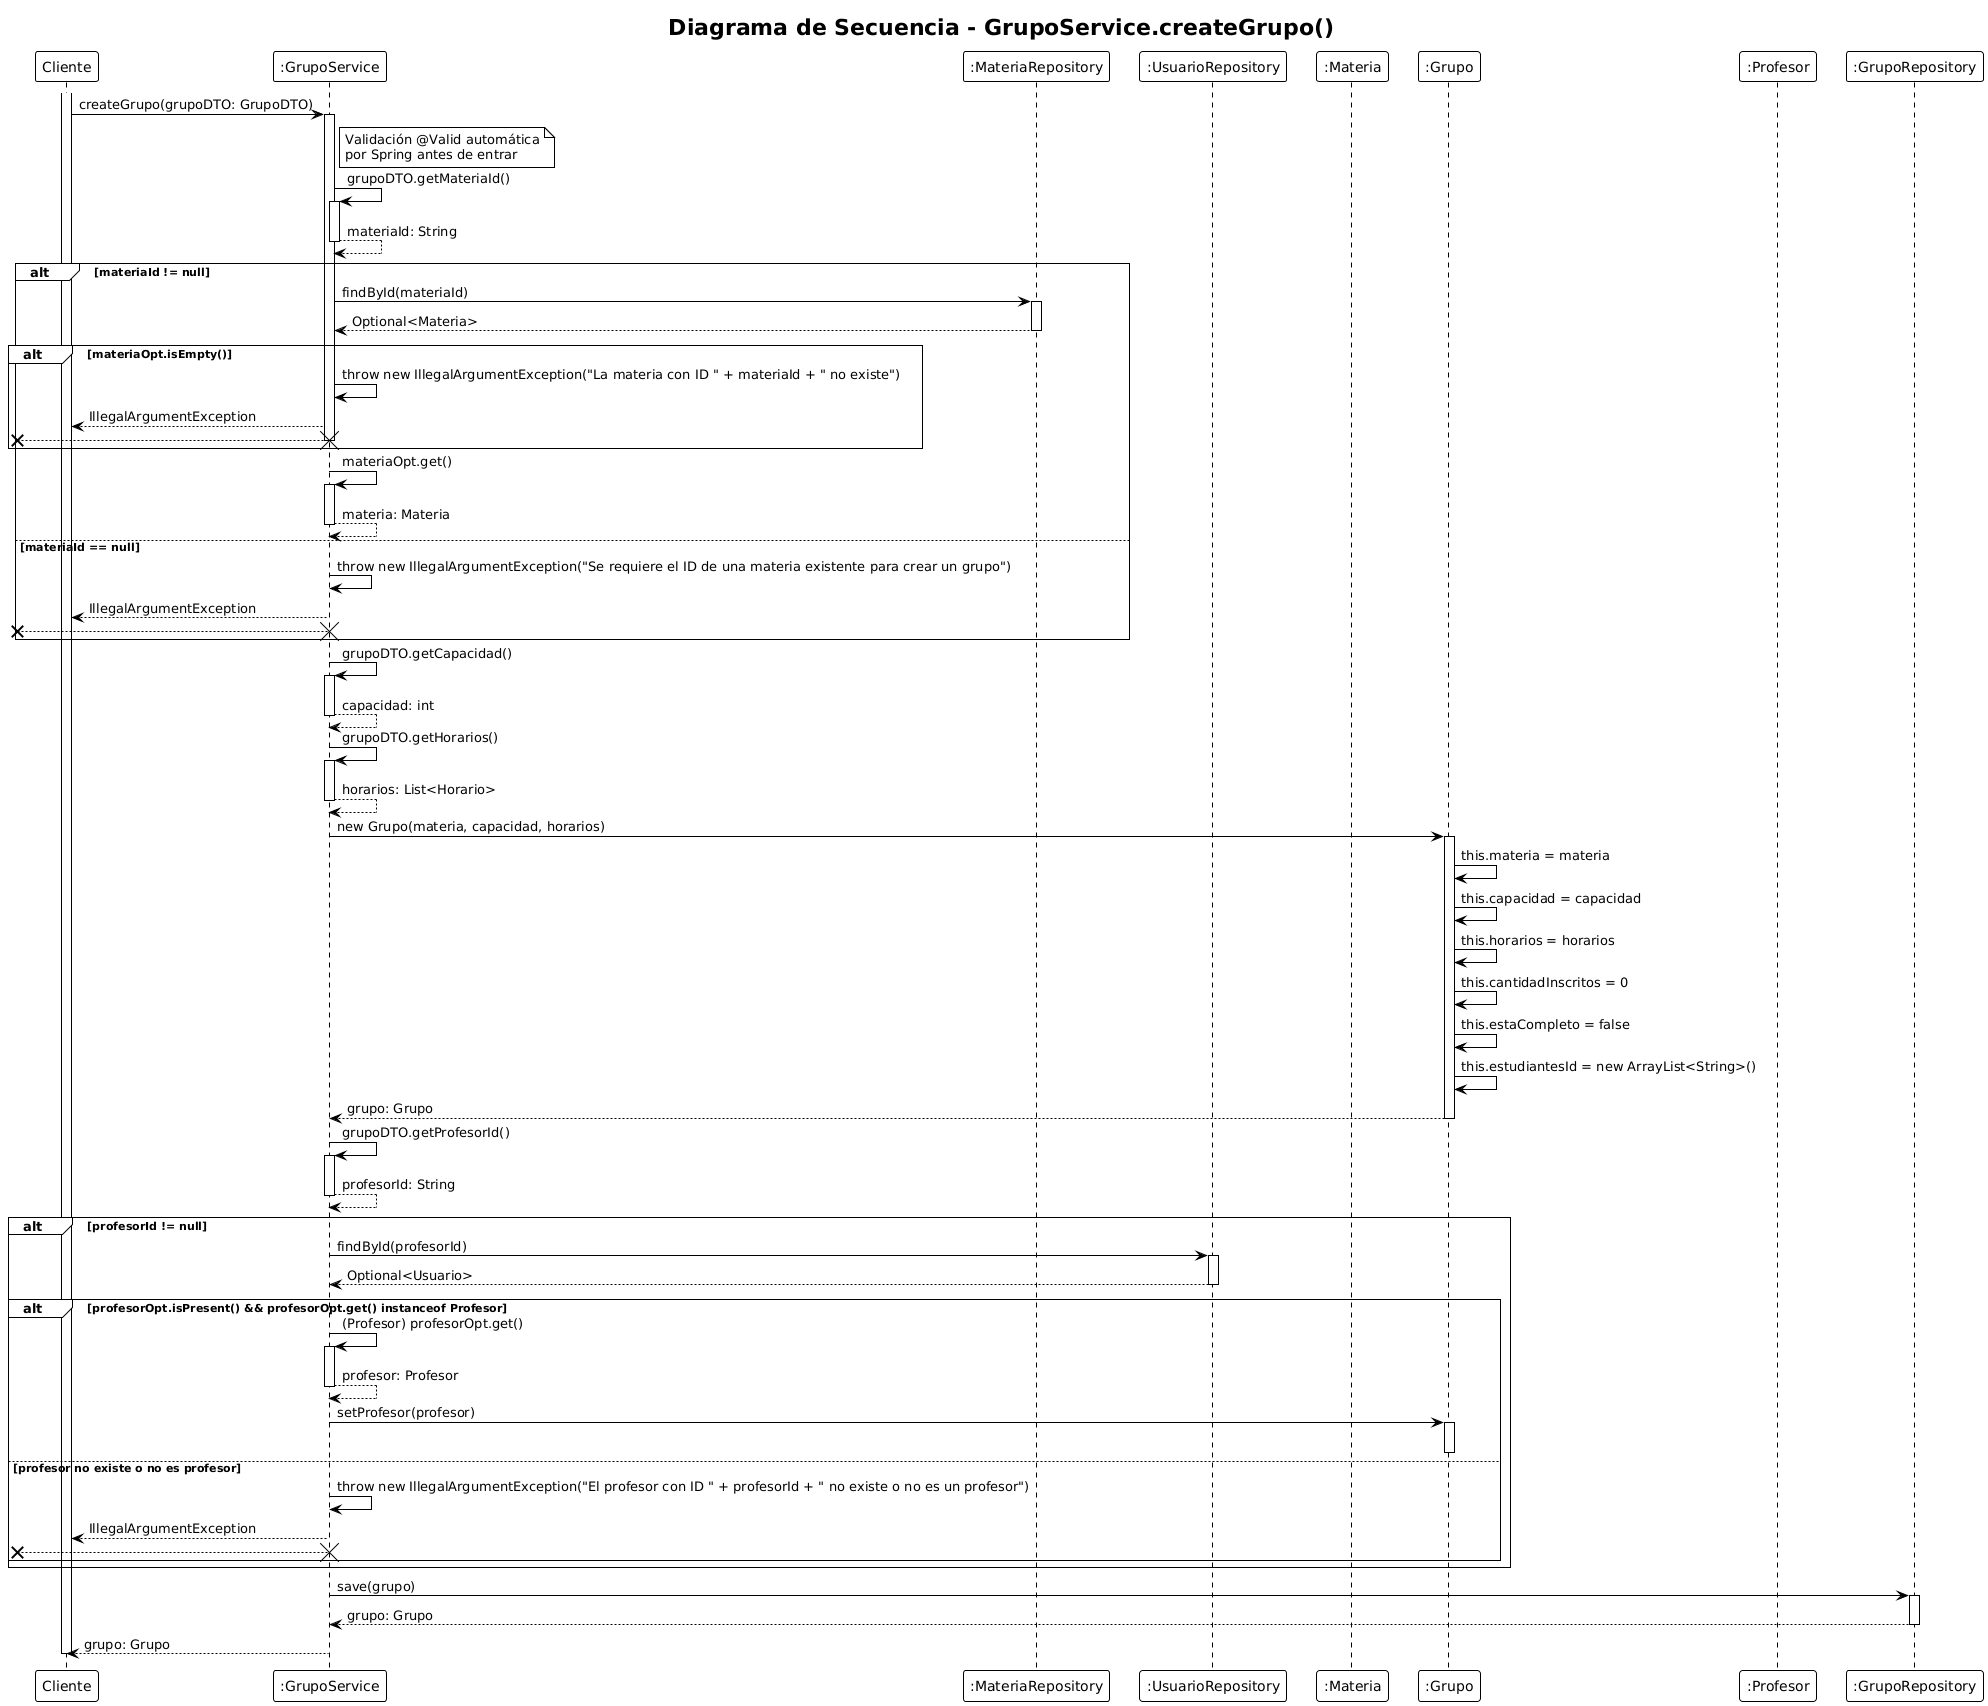 Diagrama de Secuencia - GrupoService.createGrupo()
Cliente
:GrupoService
:MateriaRepository
:UsuarioRepository
:Materia
:Grupo
:Profesor
:GrupoRepository
createGrupo(grupoDTO: GrupoDTO)
Validación @Valid automática
por Spring antes de entrar
grupoDTO.getMateriaId()
materiaId: String
alt
[materiaId != null]
findById(materiaId)
Optional<Materia>
alt
[materiaOpt.isEmpty()]
throw new IllegalArgumentException("La materia con ID " + materiaId + " no existe")
IllegalArgumentException
materiaOpt.get()
materia: Materia
[materiaId == null]
throw new IllegalArgumentException("Se requiere el ID de una materia existente para crear un grupo")
IllegalArgumentException
grupoDTO.getCapacidad()
capacidad: int
grupoDTO.getHorarios()
horarios: List<Horario>
new Grupo(materia, capacidad, horarios)
this.materia = materia
this.capacidad = capacidad
this.horarios = horarios
this.cantidadInscritos = 0
this.estaCompleto = false
this.estudiantesId = new ArrayList<String>()
grupo: Grupo
grupoDTO.getProfesorId()
profesorId: String
alt
[profesorId != null]
findById(profesorId)
Optional<Usuario>
alt
[profesorOpt.isPresent() && profesorOpt.get() instanceof Profesor]
(Profesor) profesorOpt.get()
profesor: Profesor
setProfesor(profesor)
[profesor no existe o no es profesor]
throw new IllegalArgumentException("El profesor con ID " + profesorId + " no existe o no es un profesor")
IllegalArgumentException
save(grupo)
grupo: Grupo
grupo: Grupo
Cliente
:GrupoService
:MateriaRepository
:UsuarioRepository
:Materia
:Grupo
:Profesor
:GrupoRepository